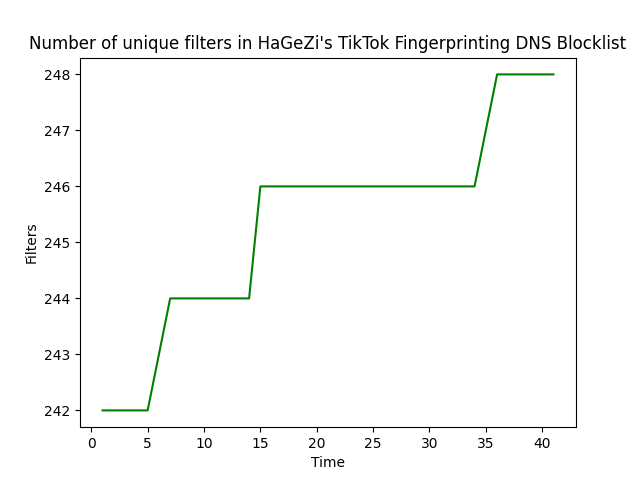 Number of unique filters in HaGeZi's TikTok Fingerprinting DNS Blocklist
248
247
246
245
244
243
242
Filters
0 5 10 15 20 25 30 35 40
Time